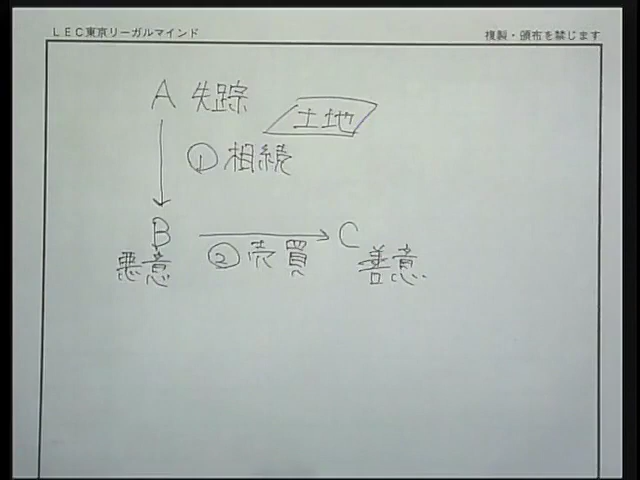 LEC東京リーガルマインド
複製・頒布を禁じます
A 失踪
土地
①相続
B
C
②売買
悪意
善意